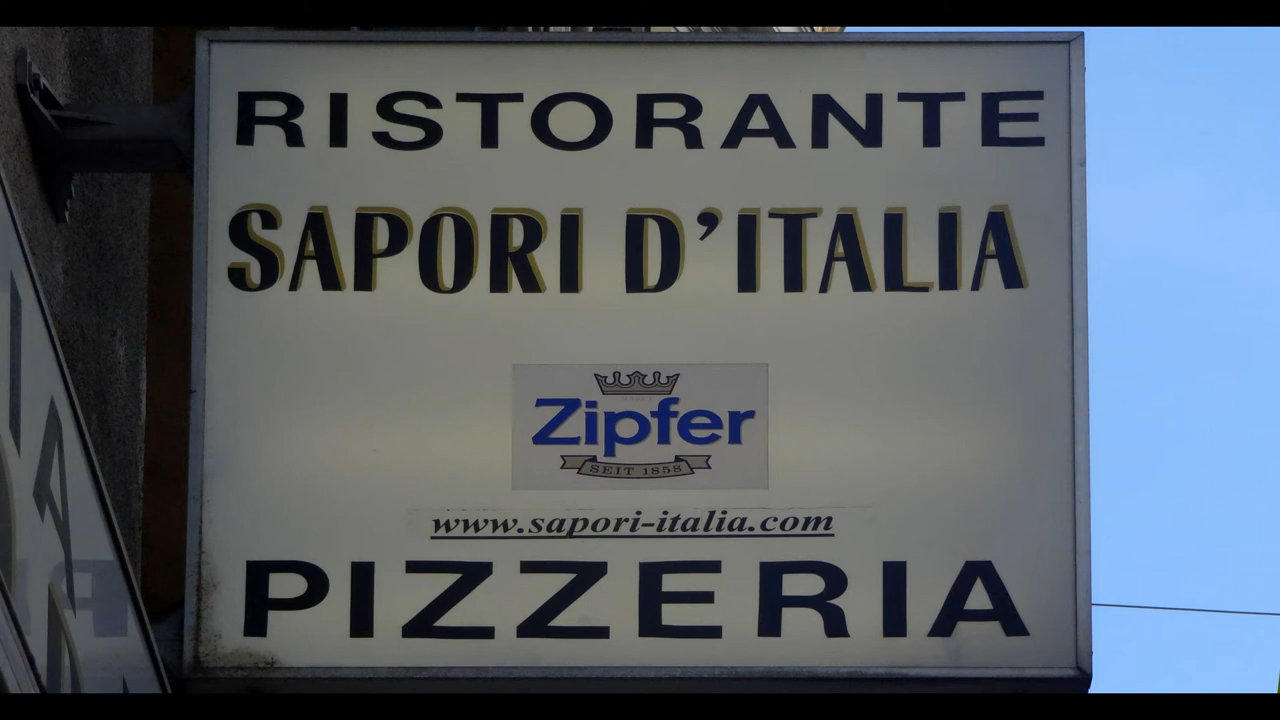 RISTORANTE
SAPORI D'ITALIA
Zipfer
SEIT 1858
www.sapori-italia.com
PIZZERIA